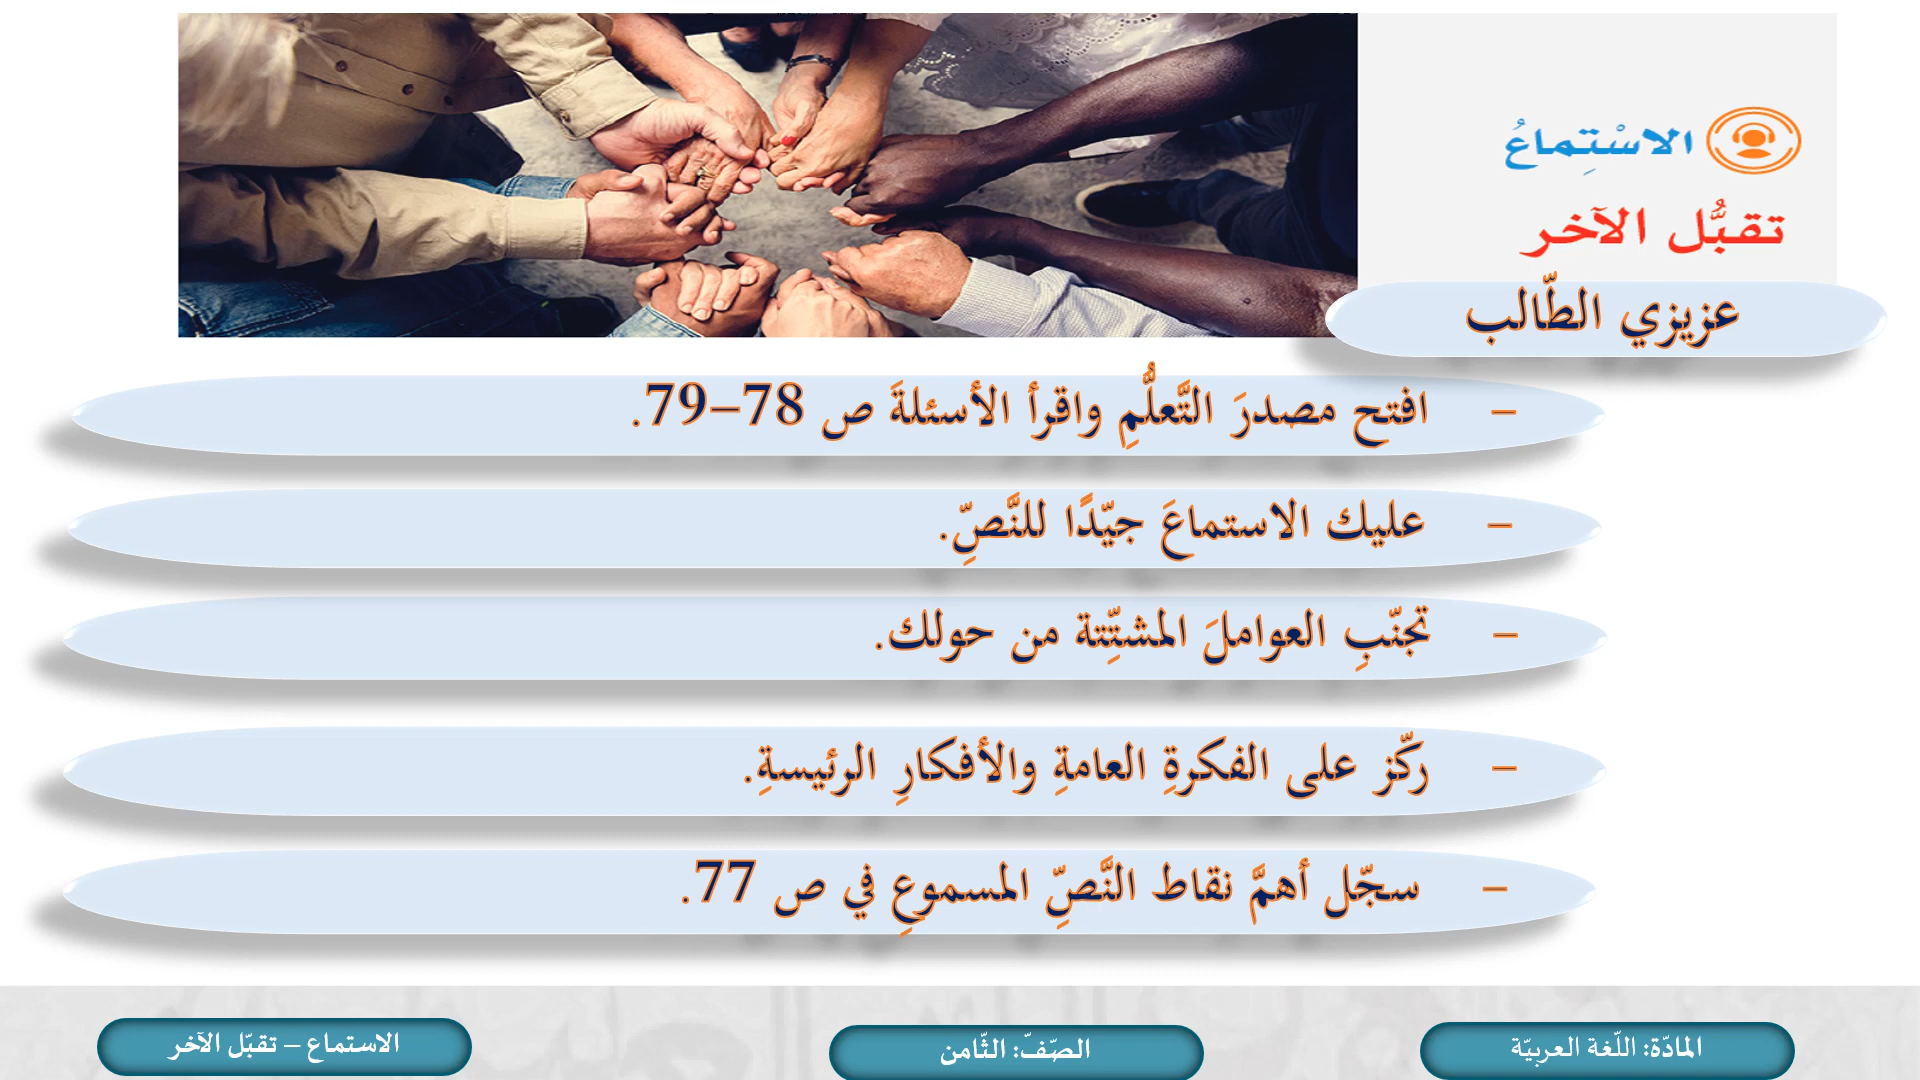 الاسْتِماعُ
تقبُّل الآخر
عزيزي الطّالب
– افتح مصدرَ التَّعلُّمِ واقرأ الأسئلةَ ص 78–79.
– عليك الاستماعَ جيّدًا للنَّصِّ.
– تجنّبِ العواملَ المشتِّتة من حولك.
– ركّز على الفكرةِ العامةِ والأفكارِ الرئيسةِ.
– سجّل أهمَّ نقاط النَّصِّ المسموعِ في ص 77.
المادّة: اللّغة العربيّة
الصّفّ: الثّامن
الاستماع – تقبّل الآخر